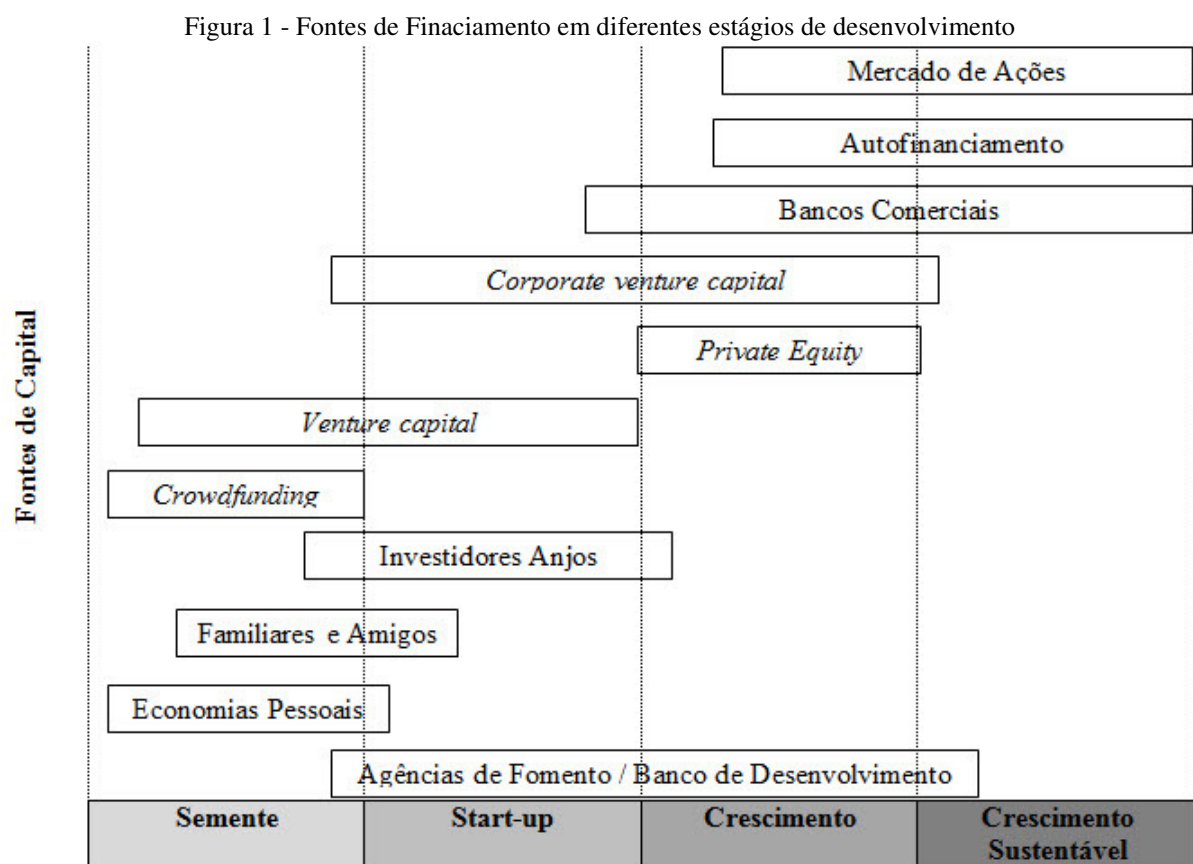 Figura 1 - Fontes de Finaciamento em diferentes estágios de desenvolvimento
Mercado de Ações
Autofinanciamento
Bancos Comerciais
Corporate venture capital
Private Equity
Venture capital
Crowdfunding
Investidores Anjos
Familiares e Amigos
Economias Pessoais
Agências de Fomento / Banco de Desenvolvimento
Fontes de Capital
Semente
Start-up
Crescimento
Crescimento
Sustentável